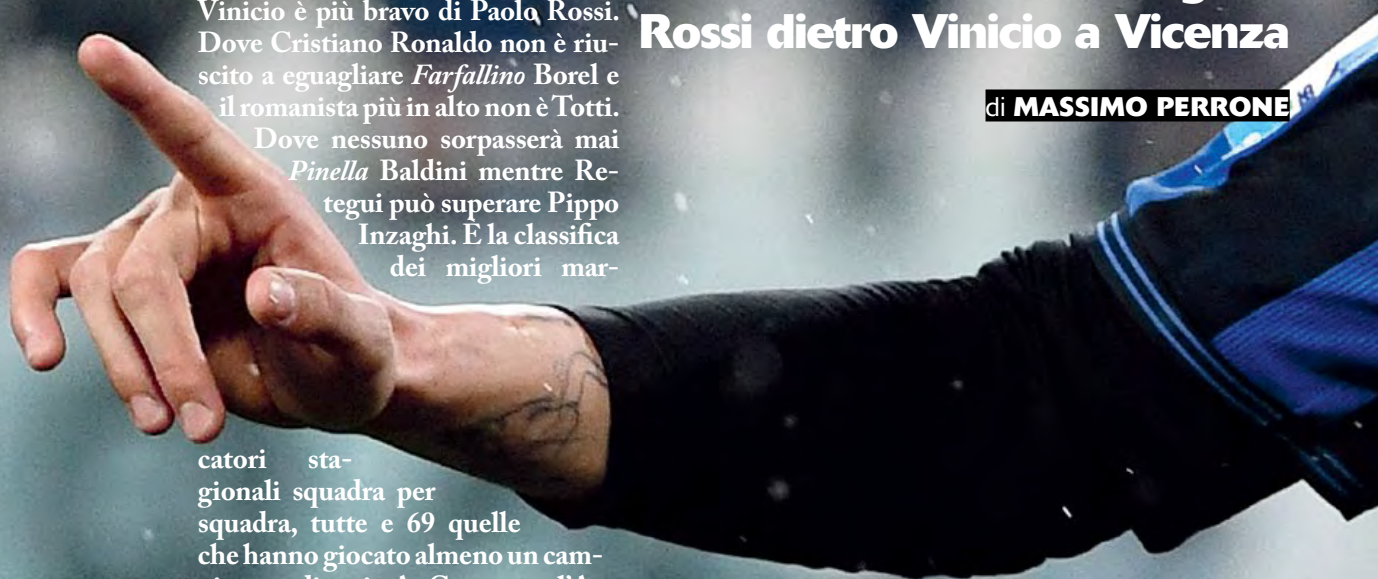 Rossi dietro Vinicio a Vicenza
di MASSIMO PERRONE
Vinicio è più bravo di Paolo Rossi.
Dove Cristiano Ronaldo non è riu-
scito a eguagliare Farfallino Borel e
il romanista più in alto non è Totti.
Dove nessuno sorpasserà mai
Pinella Baldini mentre Re-
tegui può superare Pippo
Inzaghi. È la classifica
dei migliori mar-
catori sta-
gionali squadra per
squadra, tutte e 69 quelle
che hanno giocato almeno un cam-